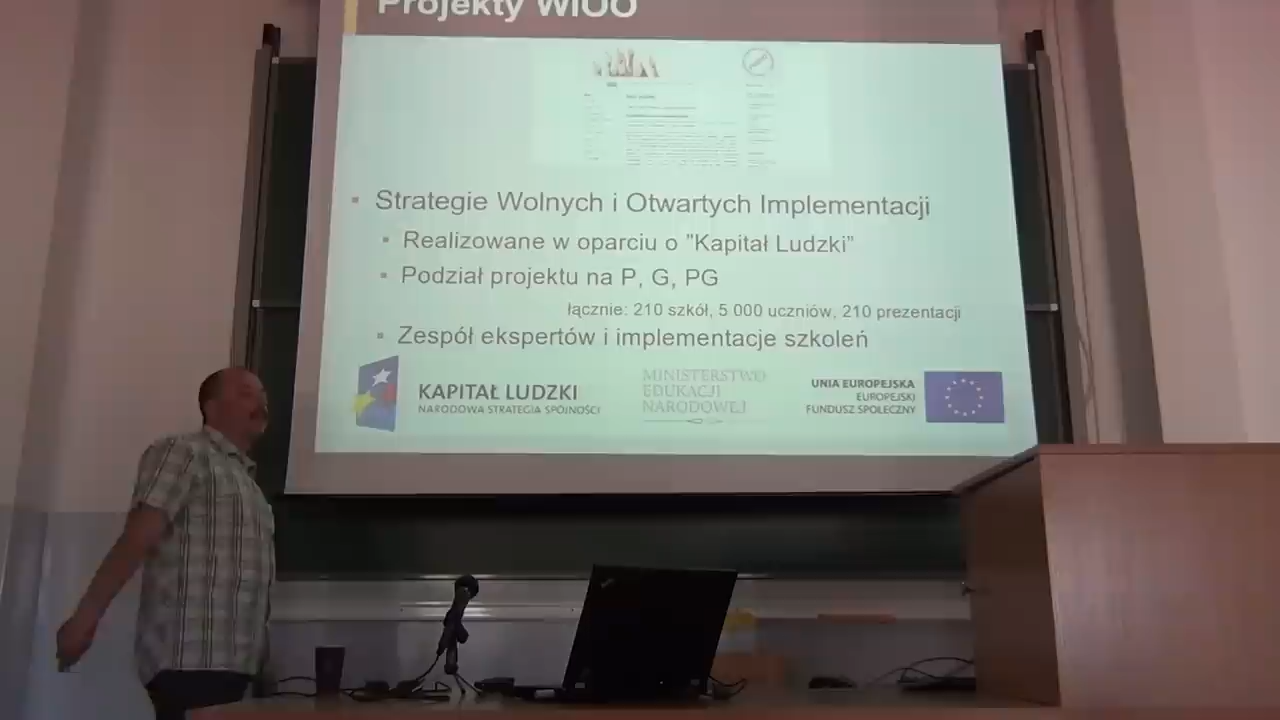 Projekty WiOO
Strategie Wolnych i Otwartych Implementacji
Realizowane w oparciu o "Kapitał Ludzki"
Podział projektu na P, G, PG
łącznie: 210 szkół, 5 000 uczniów, 210 prezentacji
Zespół ekspertów i implementacje szkoleń
KAPITAŁ LUDZKI
NARODOWA STRATEGIA SPÓJNOŚCI
MINISTERSTWO
EDUKACJI
NARODOWEJ
UNIA EUROPEJSKA
EUROPEJSKI
FUNDUSZ SPOŁECZNY